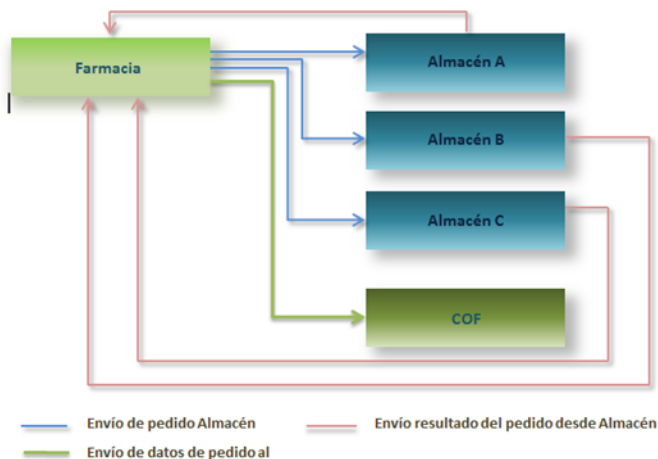 Farmacia
Almacén A
Almacén B
Almacén C
COF
Envío de pedido Almacén
Envío resultado del pedido desde Almacén
Envío de datos de pedido al